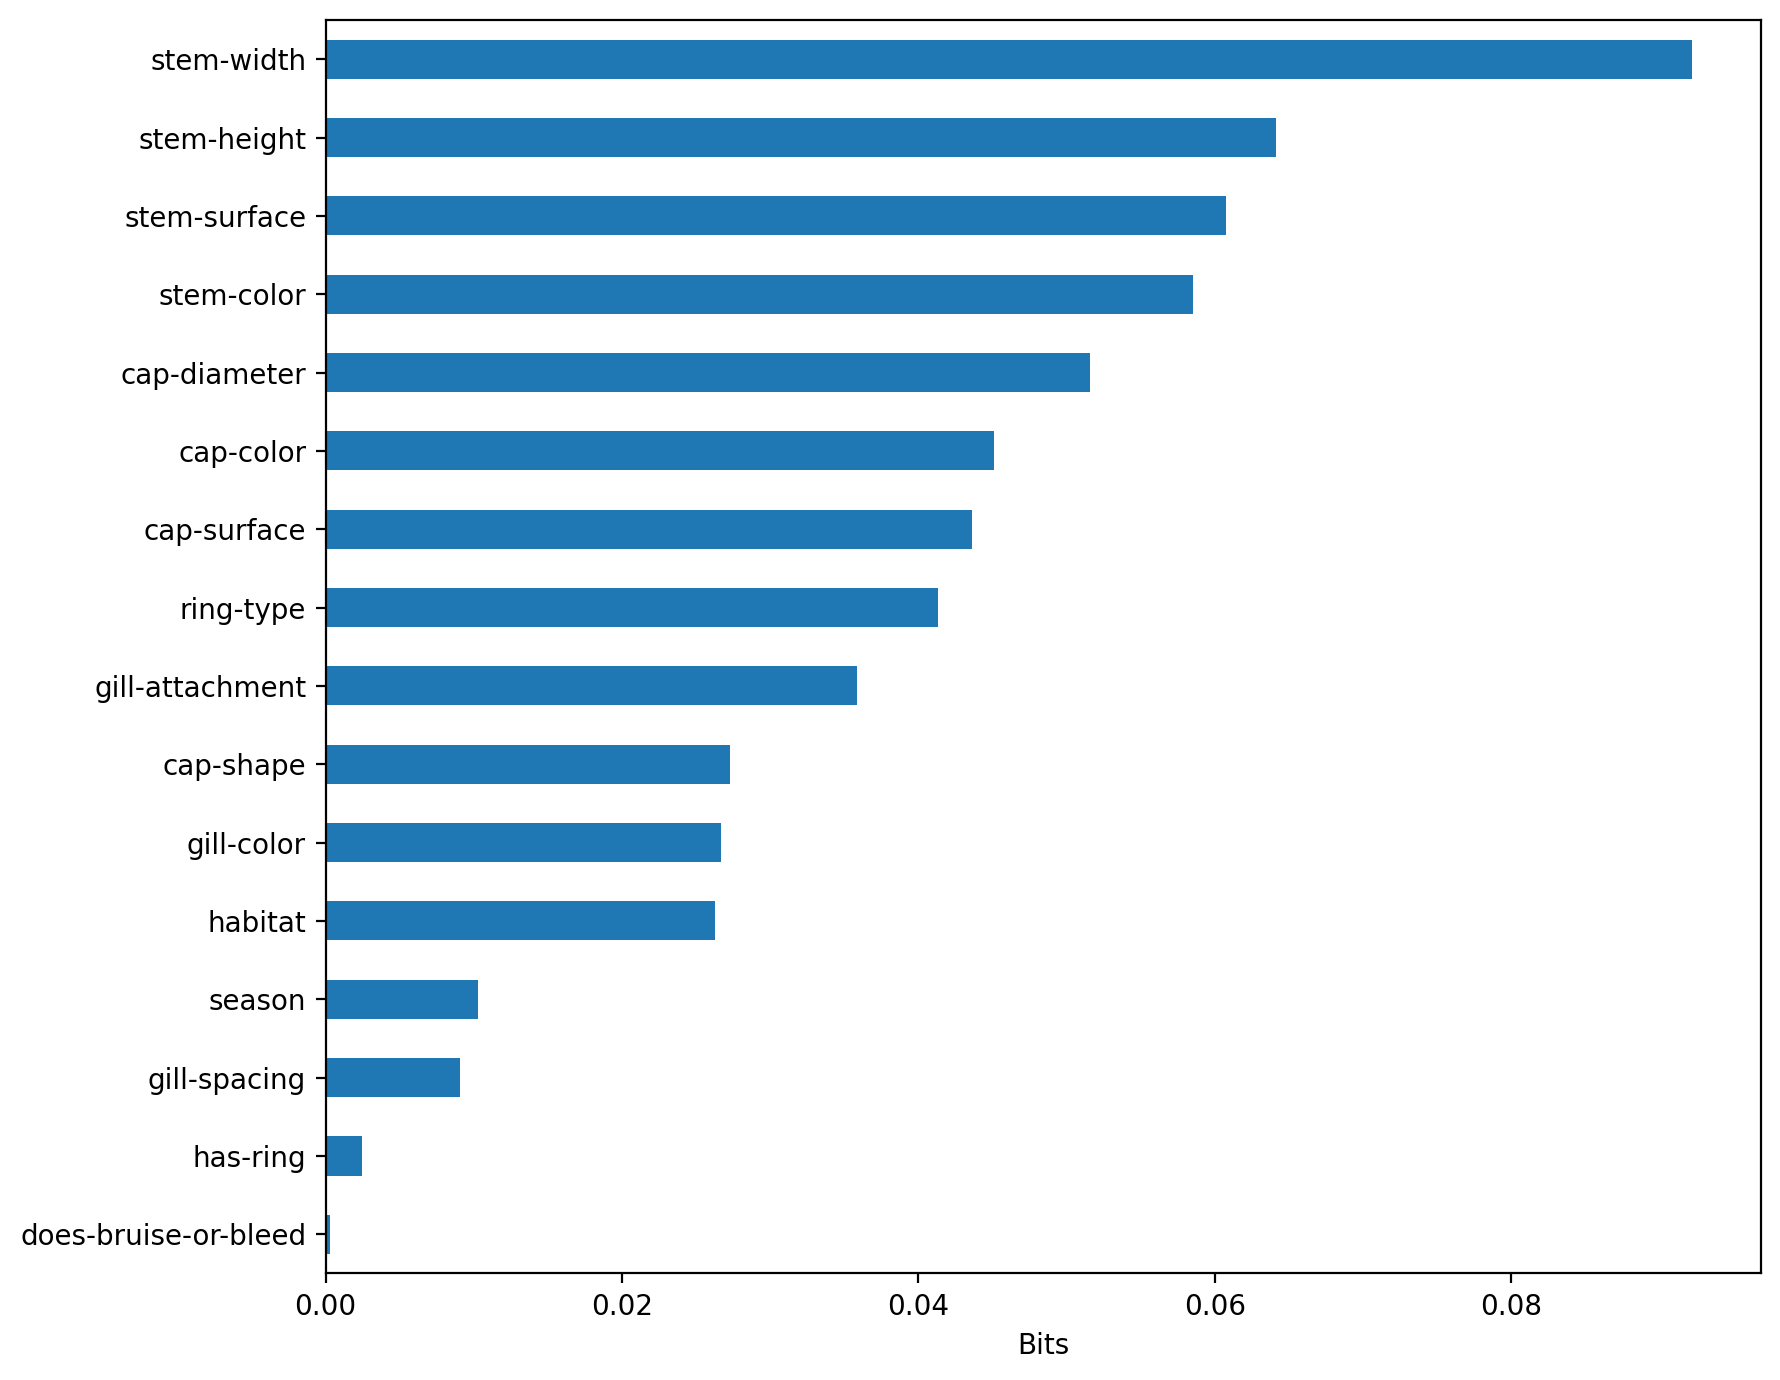 stem-width
stem-height
stem-surface
stem-color
cap-diameter
cap-color
cap-surface
ring-type
gill-attachment
cap-shape
gill-color
habitat
season
gill-spacing
has-ring
does-bruise-or-bleed
0.00 0.02 0.04 0.06 0.08
Bits